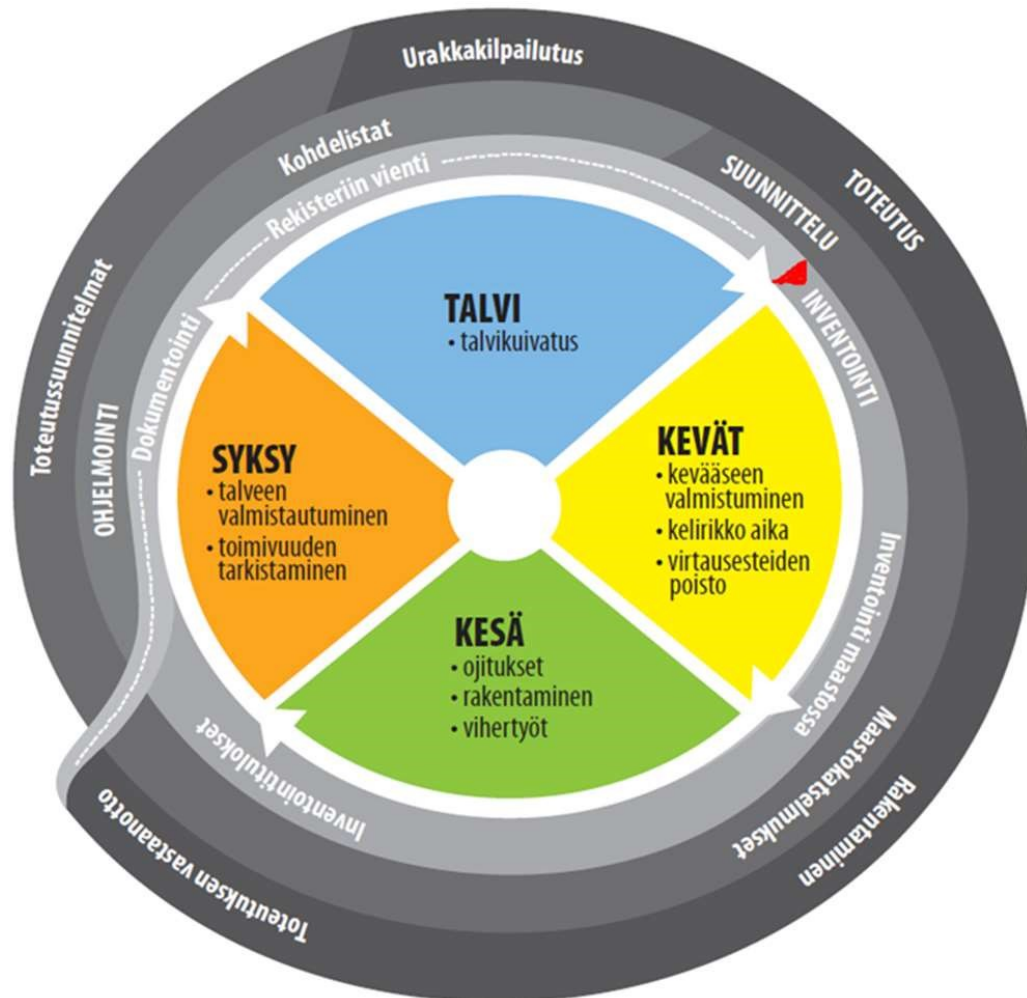 Urakkakilpailutus
Kohdelistat
Rekisteriin vienti
SUUNNITTELU
TOTEUTUS
INVENTOINTI
Toteutussuunnitelmat
OHJELMOINTI
Dokumentointi
TALVI
• talvikuivatus
SYKSY
• talveen
valmistautuminen
• toimivuuden
tarkistaminen
KEVÄT
• kevääseen
valmistuminen
• kelirikko aika
• virtausesteiden
poisto
KESÄ
• ojitukset
• rakentaminen
• vihertyöt
Inventointi maastossa
Maastokatselmukset
Rakentaminen
Inventointitulokset
Toteutuksen vastaanotto